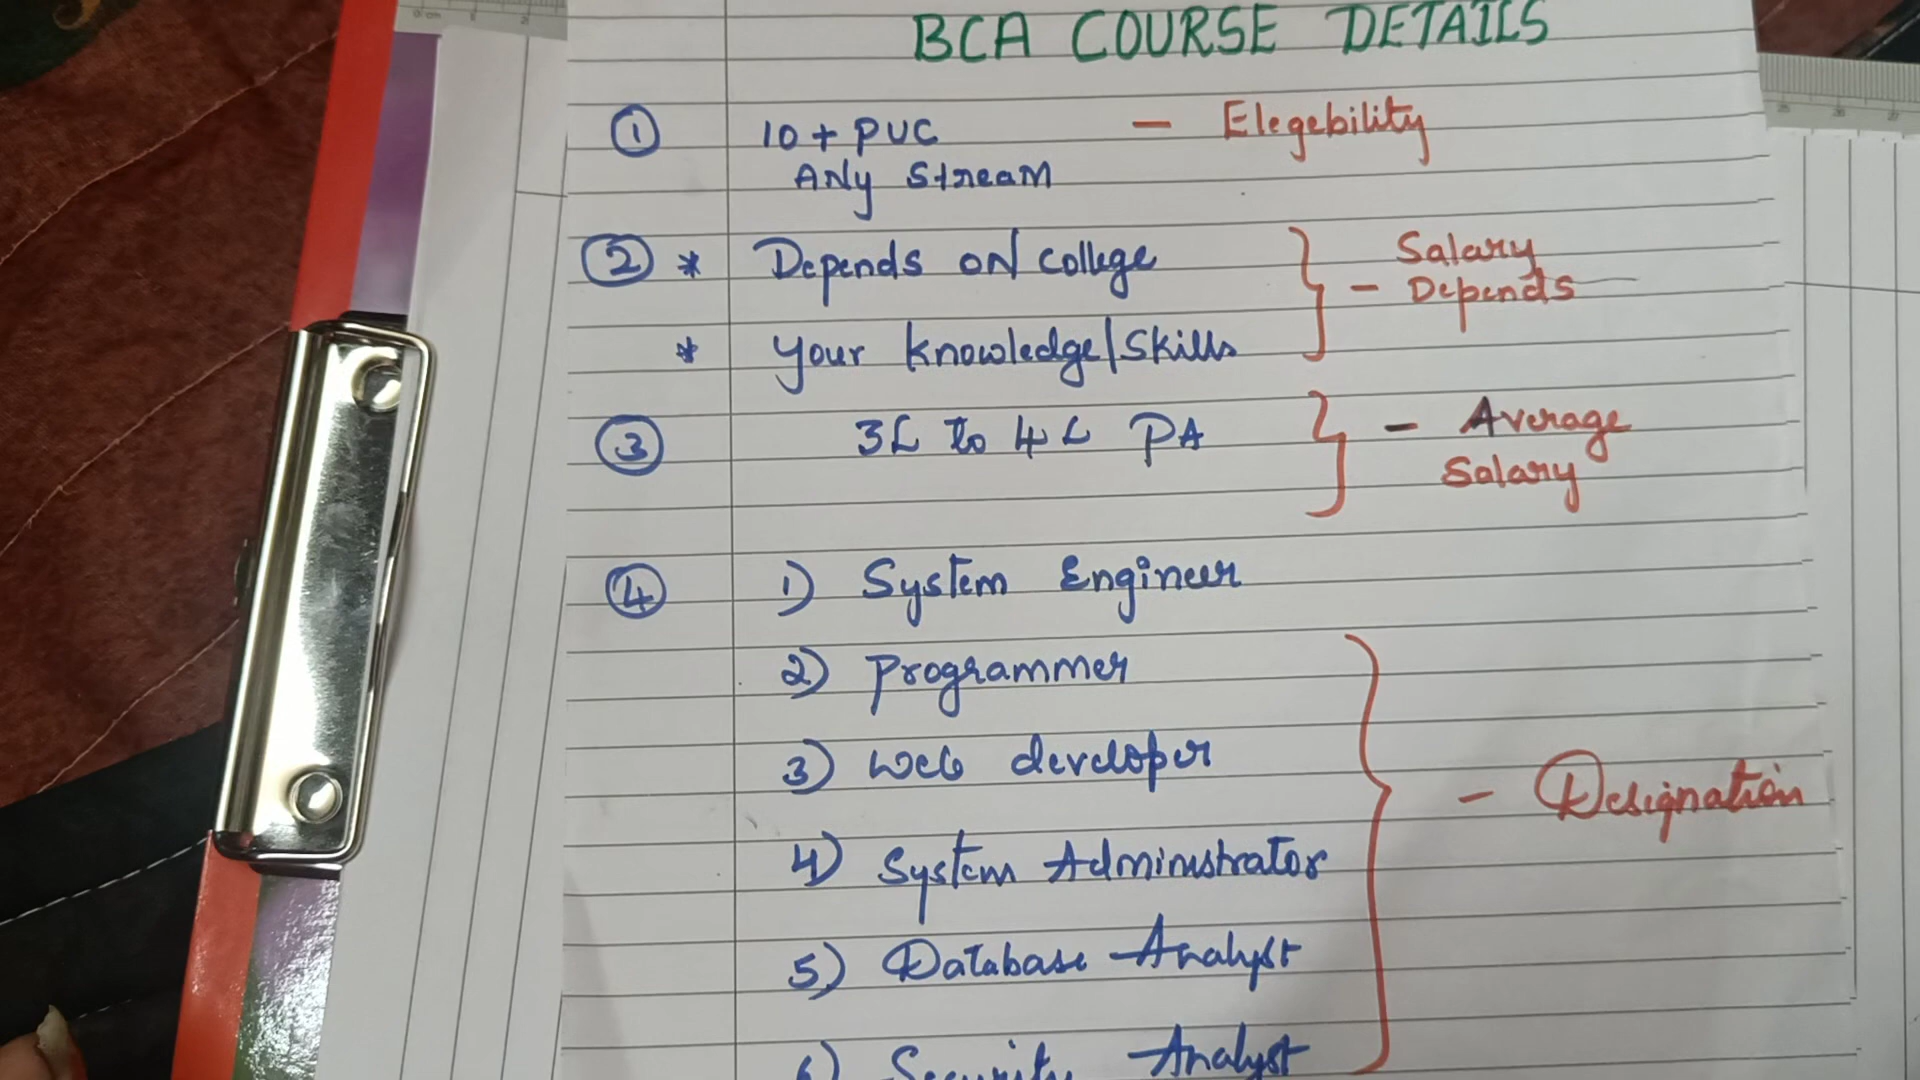 BCA COURSE DETAILS
① 10 + PUC — Elegebility
ANy Stream
② * Depends oN college } — Salary Depends
* your knowledge/Skills
③ 3L to 4L PA } — Average Salary
④ 1) System Engineer
2) Programmer
3) Web developer
4) System Administrator
5) Database Analyst
} — Designation
6) Security Analyst